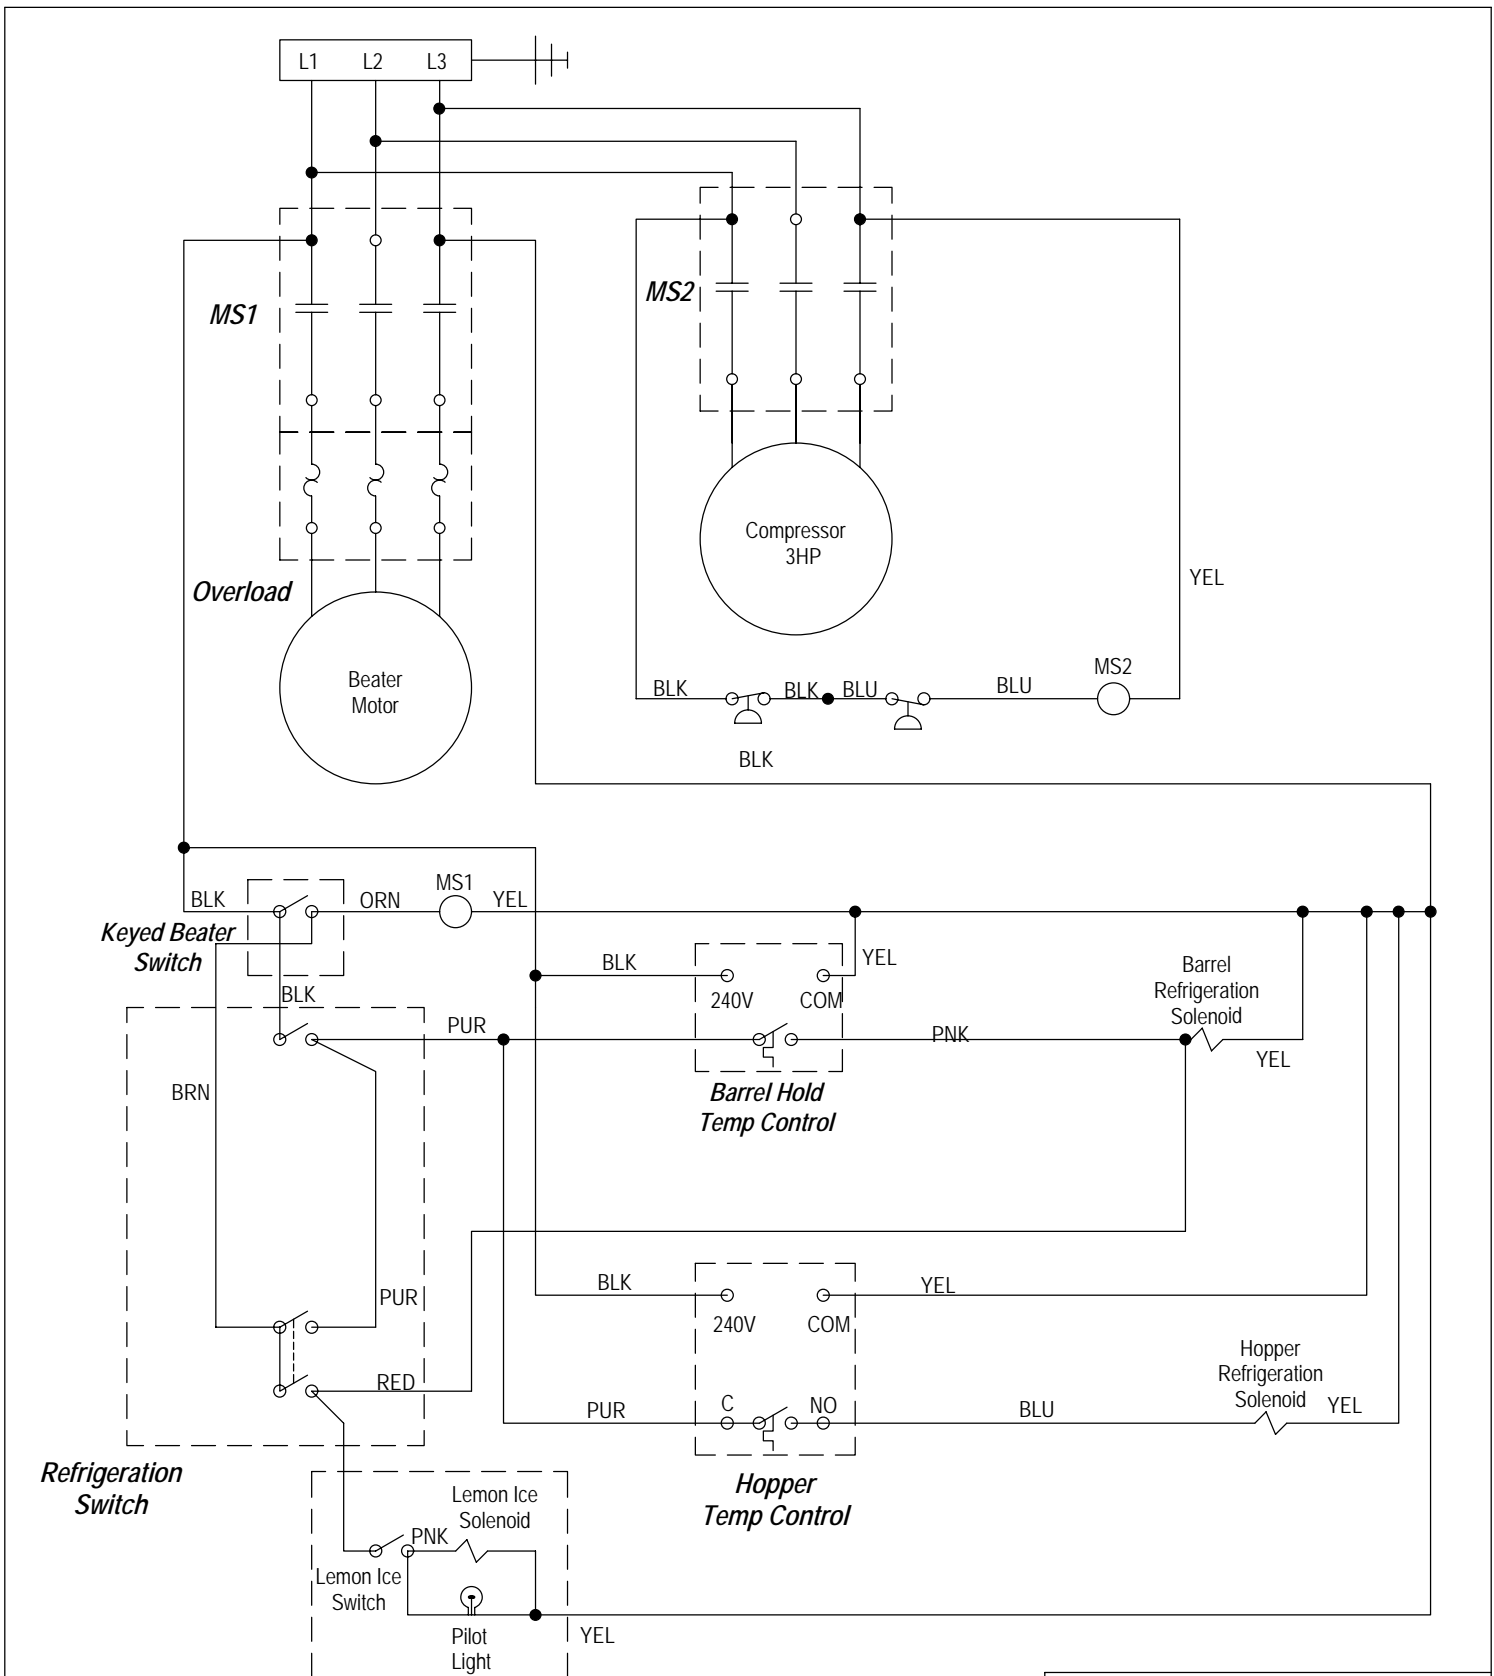 L1 L2 L3
MS1
MS2
Compressor
3HP
Overload
YEL
Beater
Motor
MS2
BLK BLK BLU BLU
BLK
MS1
BLK ORN YEL
Keyed Beater
Switch
BLK YEL
Barrel
Refrigeration
Solenoid
BLK
240V COM
PUR PNK
YEL
BRN
Barrel Hold
Temp Control
BLK YEL
PUR
240V COM
Hopper
Refrigeration
Solenoid
RED
C NO
PUR BLU YEL
Refrigeration
Switch
Hopper
Temp Control
Lemon Ice
Solenoid
PNK
Lemon Ice
Switch
Pilot
Light
YEL